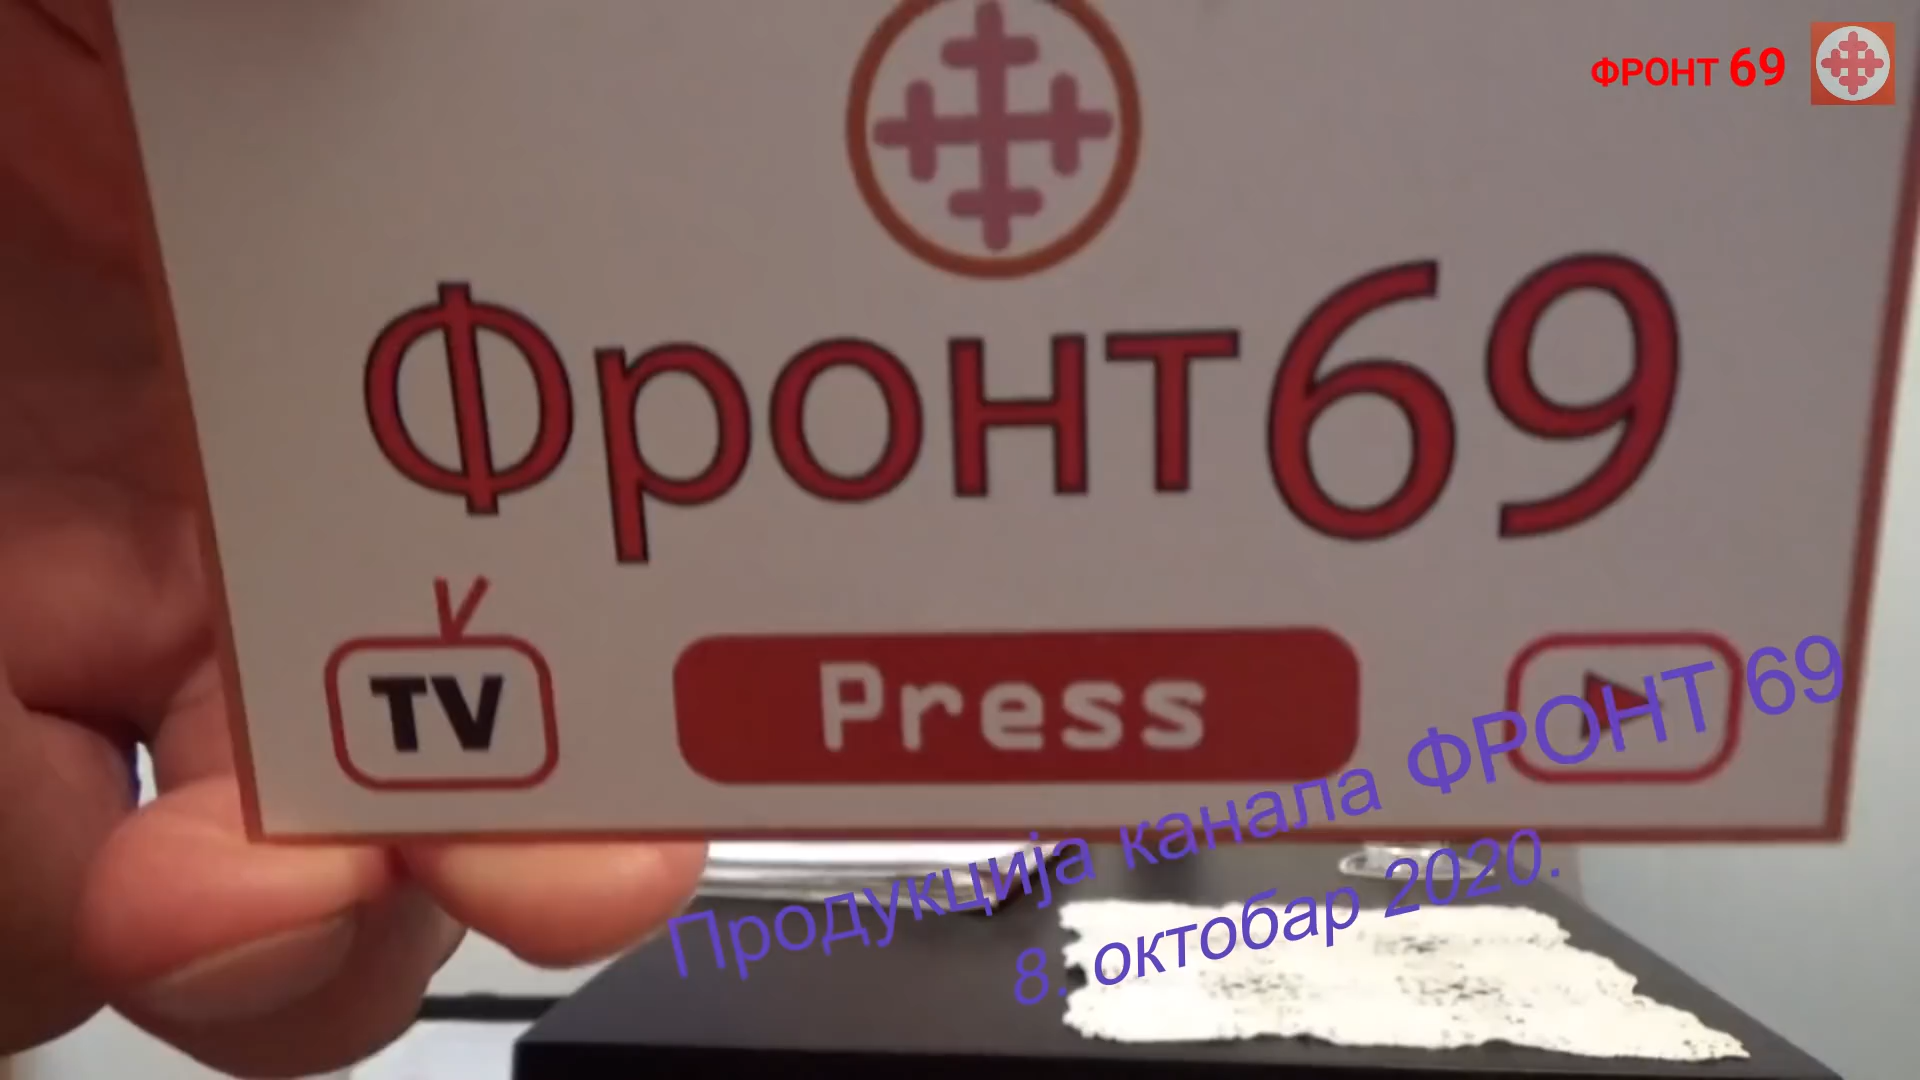 ФРОНТ 69
Фронт69
TV
Press
Продукција канала ФРОНТ 69
8. октобар 2020.